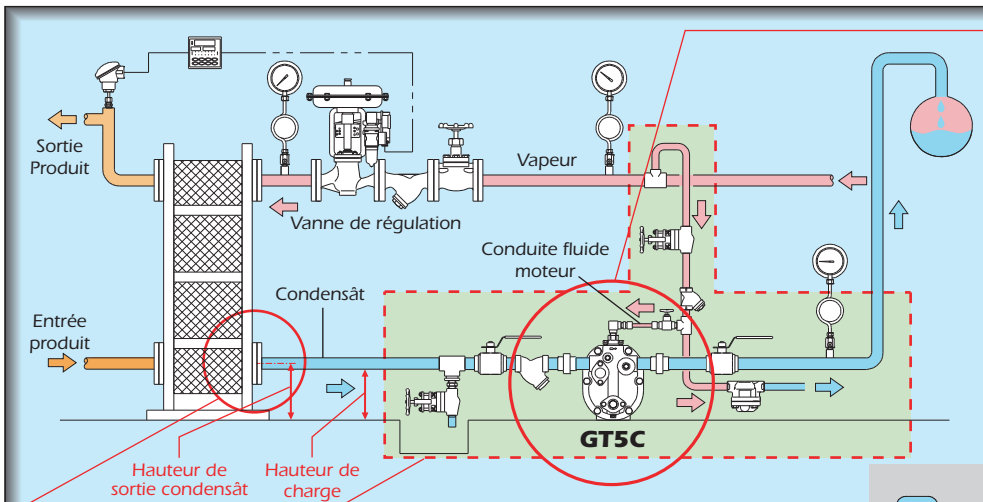 Sortie
Produit
Vapeur
Vanne de régulation
Conduite fluide
moteur
Condensât
Entrée
produit
GT5C
Hauteur de
sortie condensât
Hauteur de
charge